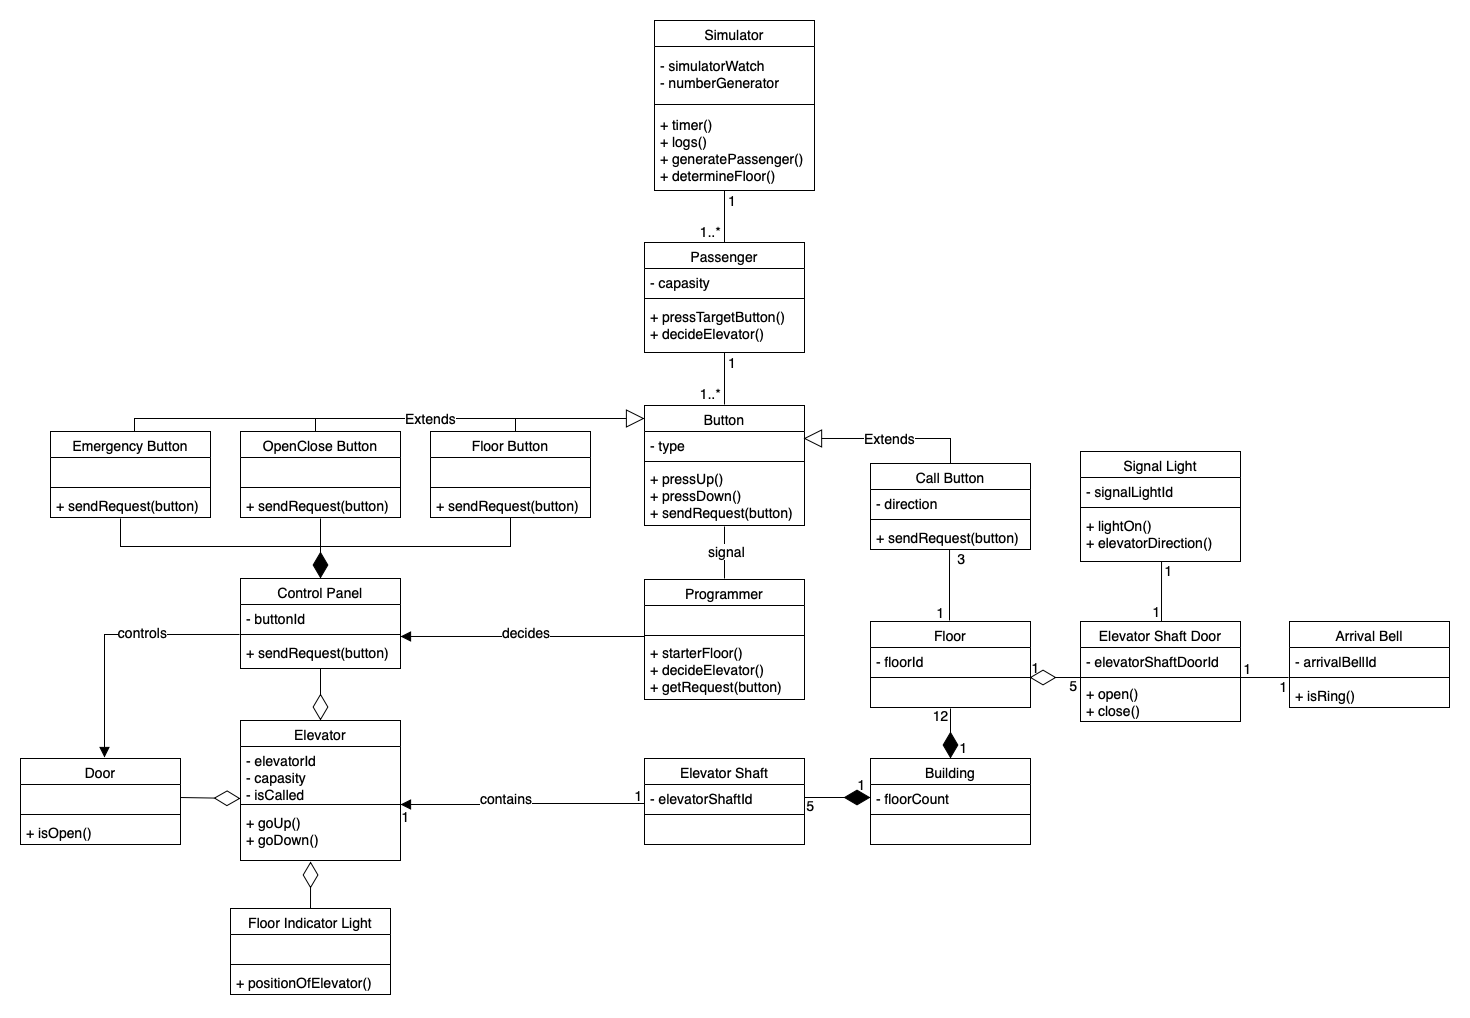 Simulator
- simulatorWatch
- numberGenerator
+ timer()
+ logs()
+ generatePassenger()
+ determineFloor()
1
1..*
Passenger
- capasity
+ pressTargetButton()
+ decideElevator()
1
1..*
Extends
Button
- type
+ pressUp()
+ pressDown()
+ sendRequest(button)
Extends
Emergency Button
+ sendRequest(button)
OpenClose Button
+ sendRequest(button)
Floor Button
+ sendRequest(button)
Call Button
- direction
+ sendRequest(button)
3
1
Signal Light
- signalLightId
+ lightOn()
+ elevatorDirection()
1
1
signal
Control Panel
- buttonId
+ sendRequest(button)
controls
decides
Programmer
+ starterFloor()
+ decideElevator()
+ getRequest(button)
Floor
- floorId
1
5
Elevator Shaft Door
- elevatorShaftDoorId
+ open()
+ close()
1
1
Arrival Bell
- arrivalBellId
+ isRing()
12
1
Door
+ isOpen()
Elevator
- elevatorId
- capasity
- isCalled
+ goUp()
+ goDown()
1
contains
1
Elevator Shaft
- elevatorShaftId
5
1
Building
- floorCount
Floor Indicator Light
+ positionOfElevator()